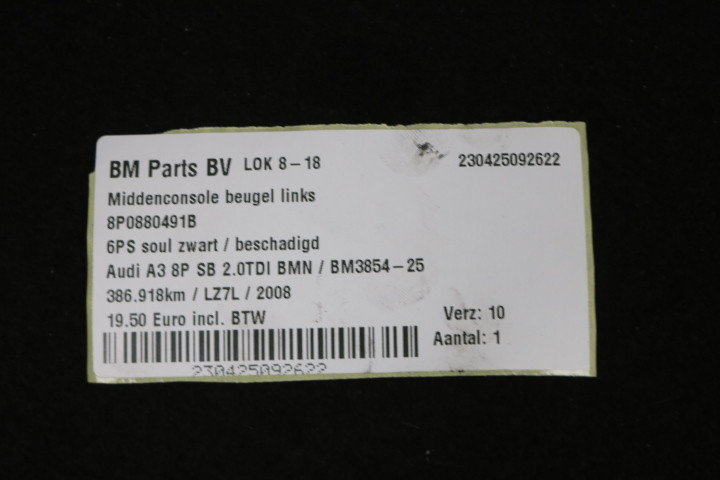 BM Parts BV LOK 8-18 230425092622
Middenconsole beugel links
8P0880491B
6PS soul zwart / beschadigd
Audi A3 8P SB 2.0TDI BMN / BM3854-25
386.918km / LZ7L / 2008
19.50 Euro incl. BTW Verz: 10
Aantal: 1
230425092622